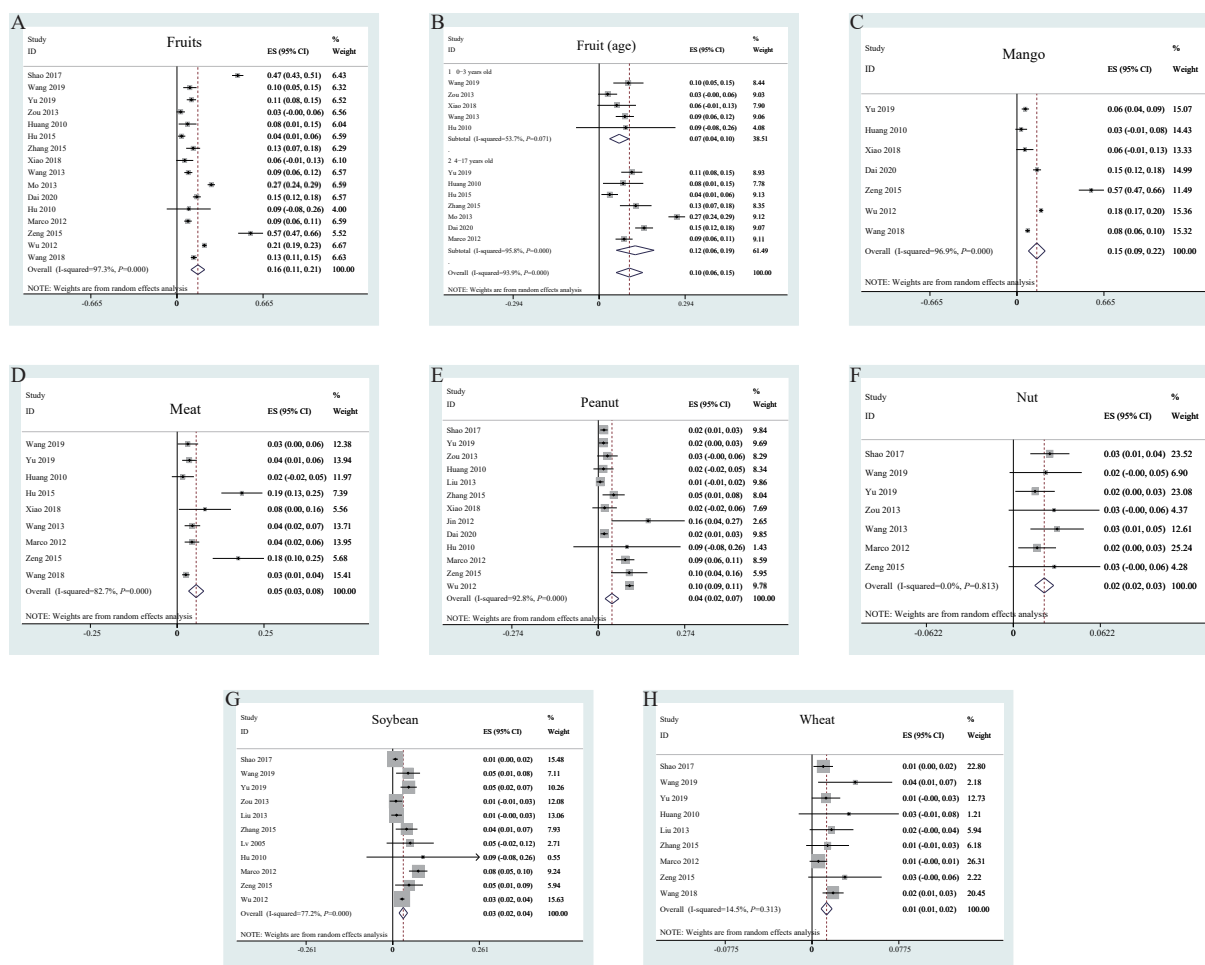 A
Study %
Fruits
ID ES (95% CI) Weight
Shao 2017 0.47 (0.43, 0.51) 6.43
Wang 2019 0.10 (0.05, 0.15) 6.32
Yu 2019 0.11 (0.08, 0.15) 6.52
Zou 2013 0.03 (-0.00, 0.06) 6.56
Huang 2010 0.08 (0.01, 0.15) 6.04
Hu 2015 0.04 (0.01, 0.06) 6.59
Zhang 2015 0.13 (0.07, 0.18) 6.29
Xiao 2018 0.06 (-0.01, 0.13) 6.10
Wang 2013 0.09 (0.06, 0.12) 6.57
Mo 2013 0.27 (0.24, 0.29) 6.59
Dai 2020 0.15 (0.12, 0.18) 6.57
Hu 2010 0.09 (-0.08, 0.26) 4.00
Marco 2012 0.09 (0.06, 0.11) 6.59
Zeng 2015 0.57 (0.47, 0.66) 5.52
Wu 2012 0.21 (0.19, 0.23) 6.67
Wang 2018 0.13 (0.11, 0.15) 6.63
Overall (I-squared=97.3%, P=0.000) 0.16 (0.11, 0.21) 100.00
NOTE: Weights are from random effects analysis
-0.665 0 0.665
B
Study %
Fruit (age)
ID ES (95% CI) Weight
1 0-3 years old
Wang 2019 0.10 (0.05, 0.15) 8.44
Zou 2013 0.03 (-0.00, 0.06) 9.03
Xiao 2018 0.06 (-0.01, 0.13) 7.90
Wang 2013 0.09 (0.06, 0.12) 9.06
Hu 2010 0.09 (-0.08, 0.26) 4.08
Subtotal (I-squared=53.7%, P=0.071) 0.07 (0.04, 0.10) 38.51
.
2 4-17 years old
Yu 2019 0.11 (0.08, 0.15) 8.93
Huang 2010 0.08 (0.01, 0.15) 7.78
Hu 2015 0.04 (0.01, 0.06) 9.13
Zhang 2015 0.13 (0.07, 0.18) 8.35
Mo 2013 0.27 (0.24, 0.29) 9.12
Dai 2020 0.15 (0.12, 0.18) 9.07
Marco 2012 0.09 (0.06, 0.11) 9.11
Subtotal (I-squared=95.8%, P=0.000) 0.12 (0.06, 0.19) 61.49
.
Overall (I-squared=93.9%, P=0.000) 0.10 (0.06, 0.15) 100.00
NOTE: Weights are from random effects analysis
-0.294 0 0.294
C
Study %
Mango
ID ES (95% CI) Weight
Yu 2019 0.06 (0.04, 0.09) 15.07
Huang 2010 0.03 (-0.01, 0.08) 14.43
Xiao 2018 0.06 (-0.01, 0.13) 13.33
Dai 2020 0.15 (0.12, 0.18) 14.99
Zeng 2015 0.57 (0.47, 0.66) 11.49
Wu 2012 0.18 (0.17, 0.20) 15.36
Wang 2018 0.08 (0.06, 0.10) 15.32
Overall (I-squared=96.9%, P=0.000) 0.15 (0.09, 0.22) 100.00
NOTE: Weights are from random effects analysis
-0.665 0 0.665
D
Study %
Meat
ID ES (95% CI) Weight
Wang 2019 0.03 (0.00, 0.06) 12.38
Yu 2019 0.04 (0.01, 0.06) 13.94
Huang 2010 0.02 (-0.02, 0.05) 11.97
Hu 2015 0.19 (0.13, 0.25) 7.39
Xiao 2018 0.08 (0.00, 0.16) 5.56
Wang 2013 0.04 (0.02, 0.07) 13.71
Marco 2012 0.04 (0.02, 0.06) 13.95
Zeng 2015 0.18 (0.10, 0.25) 5.68
Wang 2018 0.03 (0.01, 0.04) 15.41
Overall (I-squared=82.7%, P=0.000) 0.05 (0.03, 0.08) 100.00
NOTE: Weights are from random effects analysis
-0.25 0 0.25
E
Study %
Peanut
ID ES (95% CI) Weight
Shao 2017 0.02 (0.01, 0.03) 9.84
Yu 2019 0.02 (0.00, 0.03) 9.69
Zou 2013 0.03 (-0.00, 0.06) 8.29
Huang 2010 0.02 (-0.02, 0.05) 8.34
Liu 2013 0.01 (-0.01, 0.02) 9.86
Zhang 2015 0.05 (0.01, 0.08) 8.04
Xiao 2018 0.02 (-0.02, 0.06) 7.69
Jin 2012 0.16 (0.04, 0.27) 2.65
Dai 2020 0.02 (0.01, 0.03) 9.85
Hu 2010 0.09 (-0.08, 0.26) 1.43
Marco 2012 0.09 (0.06, 0.11) 8.59
Zeng 2015 0.10 (0.04, 0.16) 5.95
Wu 2012 0.10 (0.09, 0.11) 9.78
Overall (I-squared=92.8%, P=0.000) 0.04 (0.02, 0.07) 100.00
NOTE: Weights are from random effects analysis
-0.274 0 0.274
F
Study %
Nut
ID ES (95% CI) Weight
Shao 2017 0.03 (0.01, 0.04) 23.52
Wang 2019 0.02 (-0.00, 0.05) 6.90
Yu 2019 0.02 (0.00, 0.03) 23.08
Zou 2013 0.03 (-0.00, 0.06) 4.37
Wang 2013 0.03 (0.01, 0.05) 12.61
Marco 2012 0.02 (0.00, 0.03) 25.24
Zeng 2015 0.03 (-0.00, 0.06) 4.28
Overall (I-squared=0.0%, P=0.813) 0.02 (0.02, 0.03) 100.00
NOTE: Weights are from random effects analysis
-0.0622 0 0.0622
G
Study %
Soybean
ID ES (95% CI) Weight
Shao 2017 0.01 (0.00, 0.02) 15.48
Wang 2019 0.05 (0.01, 0.08) 7.11
Yu 2019 0.05 (0.02, 0.07) 10.26
Zou 2013 0.01 (-0.01, 0.03) 12.08
Liu 2013 0.01 (-0.00, 0.03) 13.06
Zhang 2015 0.04 (0.01, 0.07) 7.93
Lv 2005 0.05 (-0.02, 0.12) 2.71
Hu 2010 0.09 (-0.08, 0.26) 0.55
Marco 2012 0.08 (0.05, 0.10) 9.24
Zeng 2015 0.05 (0.01, 0.09) 5.94
Wu 2012 0.03 (0.02, 0.04) 15.63
Overall (I-squared=77.2%, P=0.000) 0.03 (0.02, 0.04) 100.00
NOTE: Weights are from random effects analysis
-0.261 0 0.261
H
Study %
Wheat
ID ES (95% CI) Weight
Shao 2017 0.01 (0.00, 0.02) 22.80
Wang 2019 0.04 (0.01, 0.07) 2.18
Yu 2019 0.01 (-0.00, 0.03) 12.73
Huang 2010 0.03 (-0.01, 0.08) 1.21
Liu 2013 0.02 (-0.00, 0.04) 5.94
Zhang 2015 0.01 (-0.01, 0.03) 6.18
Marco 2012 0.01 (-0.00, 0.01) 26.31
Zeng 2015 0.03 (-0.00, 0.06) 2.22
Wang 2018 0.02 (0.01, 0.03) 20.45
Overall (I-squared=14.5%, P=0.313) 0.01 (0.01, 0.02) 100.00
NOTE: Weights are from random effects analysis
-0.0775 0 0.0775